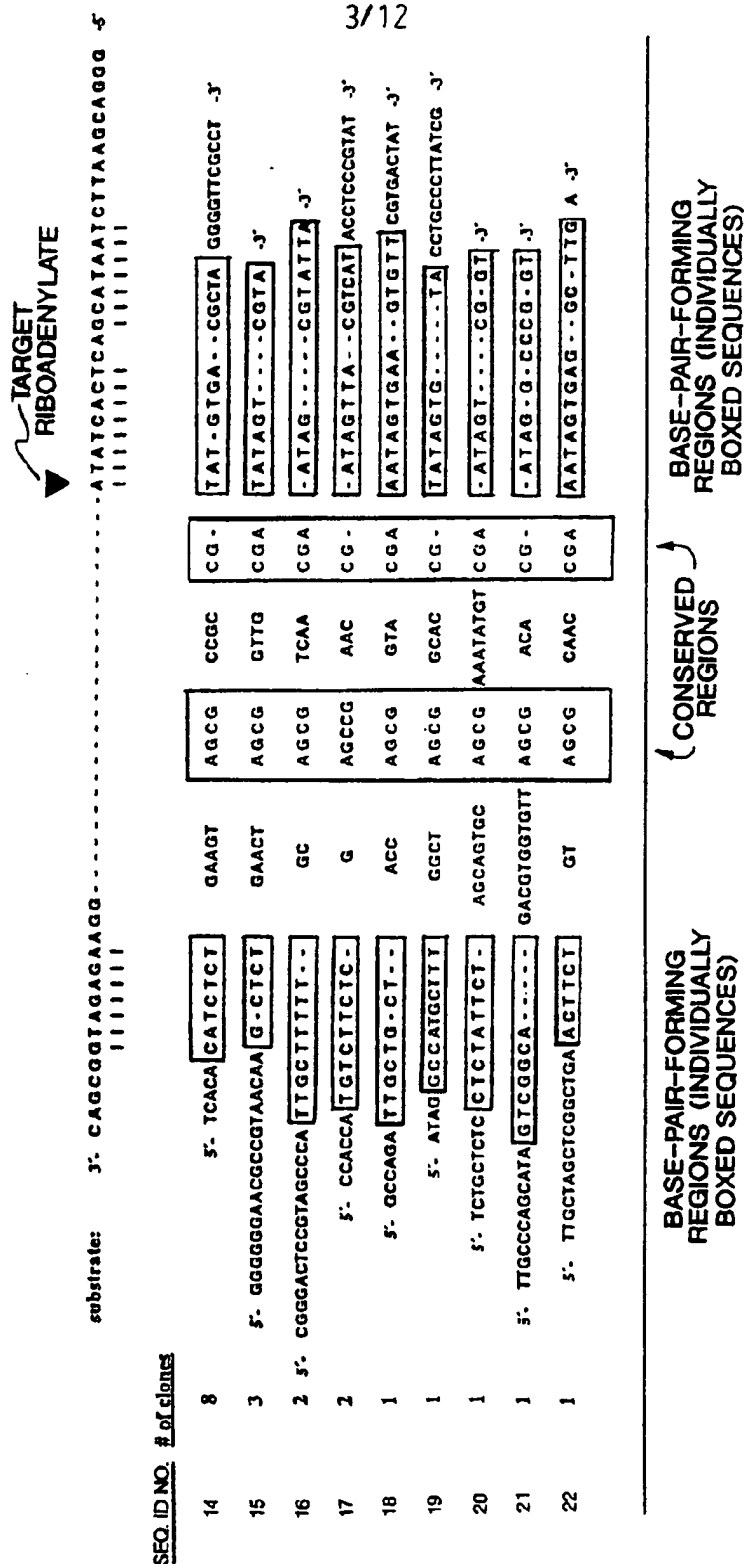 3/12
TARGET
RIBOADENYLATE
substrate: 3'- CAGCGGTAGAGAAGG- - - - - - - - - - - - - - - - - - - - - -ATATCACTCAGCATAATCTTAAGCAGGG -5'
SEQ. ID NO. # of clones
14 8 5'- TCACA CATCTCT GAAGT AGCG CCGC CG- TAT-GTGA--CGCTA GGGGTTCGCCT -3'
15 3 5'- GGGGGGAACGCCGTAACAA G-CTCT GAACT AGCG GTTG CGA TATAGT----CGTA -3'
16 2 5'- CGGGACTCCGTAGCCCA TTGCTTTTTT-- GC AGCG TCAA CGA -ATAG-----CGTATTA -3'
17 2 5'- CCACCA TGTCTTCTC- G AGCCG AAC CG- -ATAGTTA--CGTCAT ACCTCCCGTAT -3'
18 1 5'- GCCAGA TTGCTG-CT-- ACC AGCG GTA CGA AATAGTGAA--GTGTT CGTGACTAT -3'
19 1 5'- ATAG GCCATGCTTT GGCT AGCG GCAC CG- TATAGTG-----TA CCTGCCCTTATCG -3'
20 1 5'- TCTGCTCTC CTCTATTCT- AGCAGTGC AGCG AAATATGT CGA -ATAGT----CG-GT -3'
21 1 5'- TTGCCCAGCATA GTCGGCA----- GACGTGGTGTT AGCG ACA CG- -ATAG-G-CCCG-GT -3'
22 1 5'- TTGCTAGCTCGGCTGA ACTTCT GT AGCG CAAC CGA AATAGTGAG--GC-TTG A -3'
BASE-PAIR-FORMING
REGIONS (INDIVIDUALLY
BOXED SEQUENCES)
CONSERVED
REGIONS
BASE-PAIR-FORMING
REGIONS (INDIVIDUALLY
BOXED SEQUENCES)